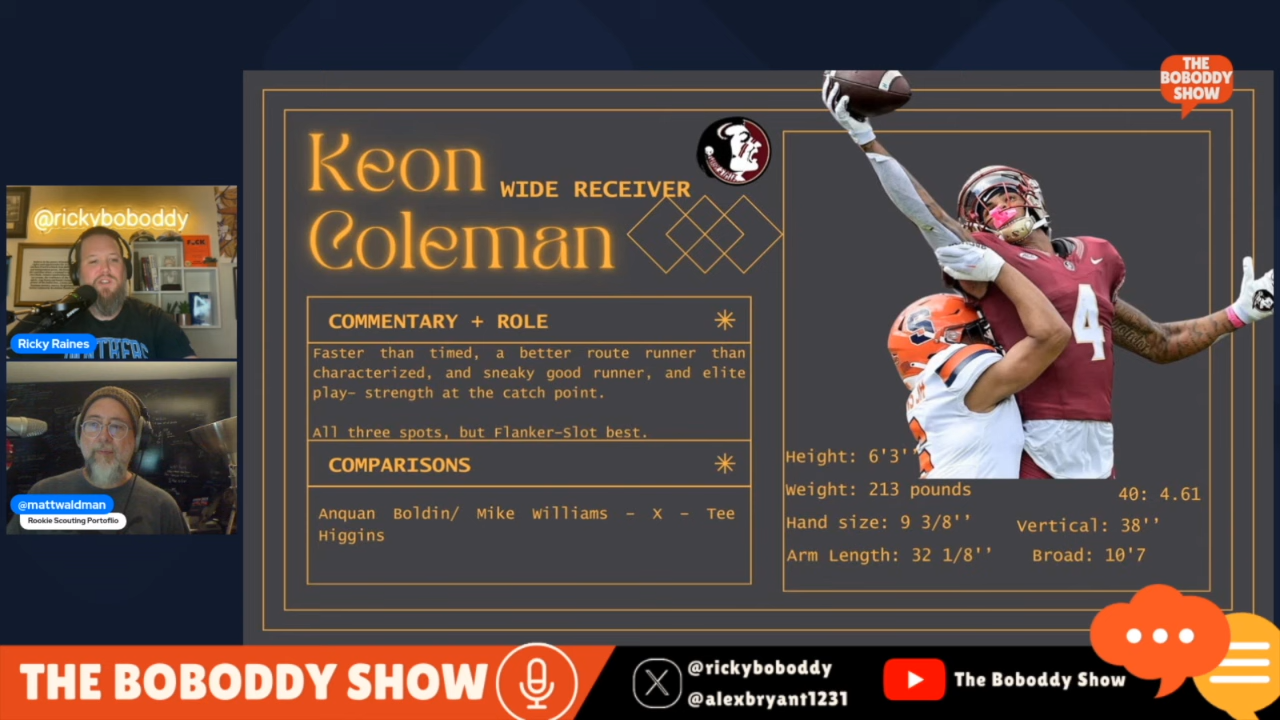 THE
BOBODDY
SHOW
@rickyboboddy
Ricky Raines
@mattwaldman
Rookie Scouting Portoflio
Keon
Coleman
WIDE RECEIVER
COMMENTARY + ROLE
Faster than timed, a better route runner than
characterized, and sneaky good runner, and elite
play- strength at the catch point.
All three spots, but Flanker-Slot best.
COMPARISONS
Anquan Boldin/ Mike Williams - X - Tee
Higgins
4
Height: 6'3''
Weight: 213 pounds
Hand size: 9 3/8''
Arm Length: 32 1/8''
40: 4.61
Vertical: 38''
Broad: 10'7
THE BOBODDY SHOW
@rickyboboddy
@alexbryant1231
The Boboddy Show